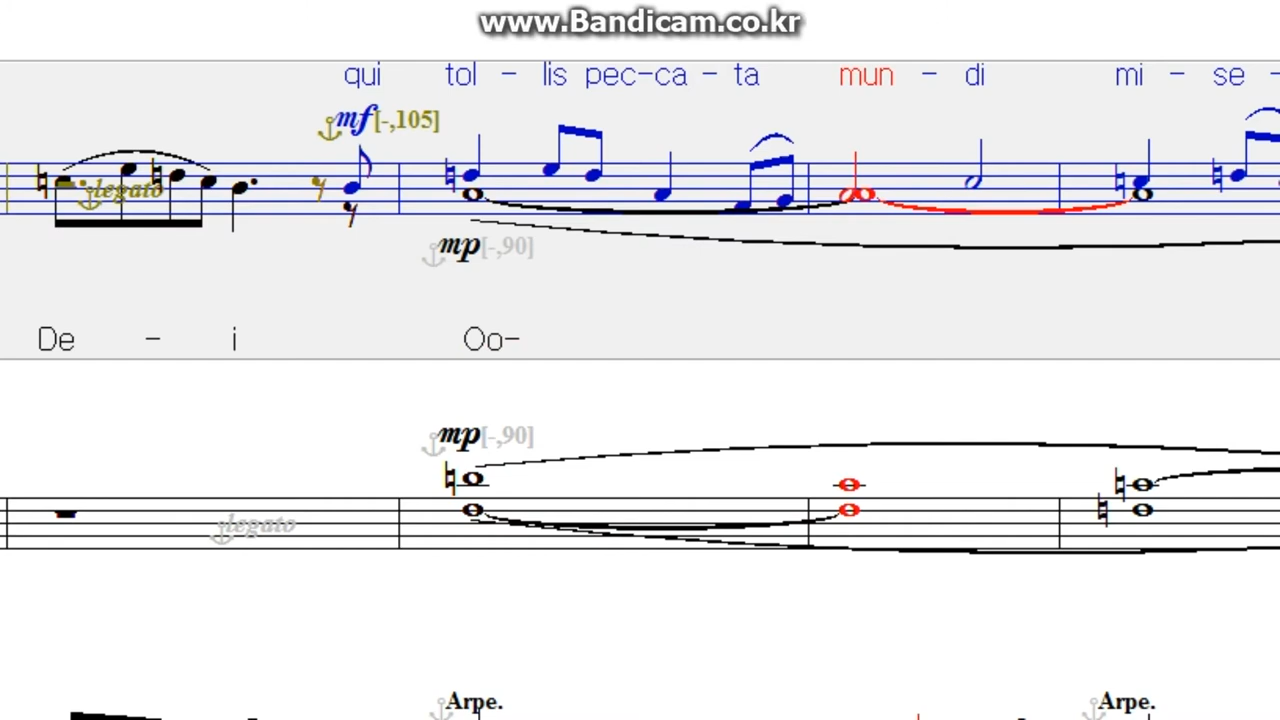 www.Bandicam.co.kr
qui tol - lis pec-ca - ta mun - di mi - se -
mf[-,105]
legato
mp[-,90]
De - i Oo-
mp[-,90]
legato
Arpe. Arpe.